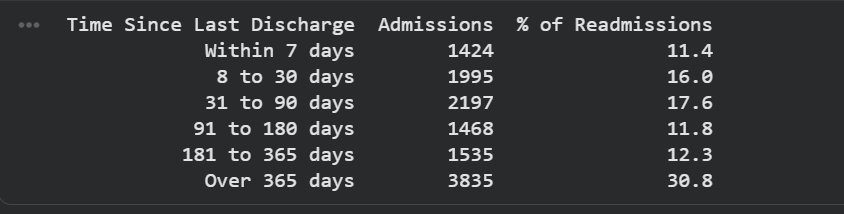 Time Since Last Discharge  Admissions  % of Readmissions
Within 7 days  1424  11.4
8 to 30 days  1995  16.0
31 to 90 days  2197  17.6
91 to 180 days  1468  11.8
181 to 365 days  1535  12.3
Over 365 days  3835  30.8